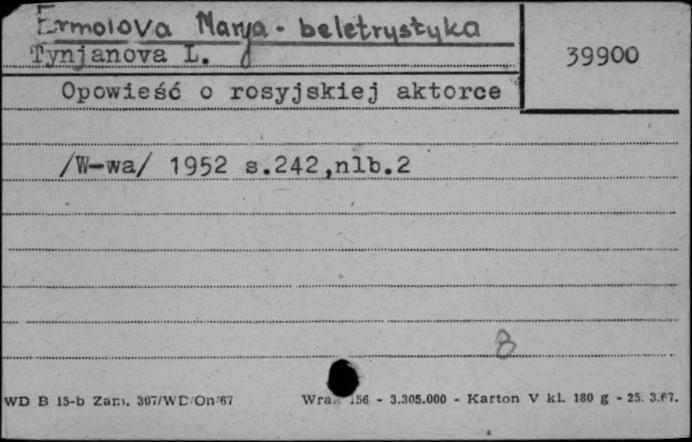 Ermolova Marja - beletrystyka
Tynjanova L.
39900
Opowieść o rosyjskiej aktorce
/W-wa/ 1952 s.242,nlb.2
B
WD B 15-b Zam. 307/WD/On/67 156 - 3.305.000 - Karton V kl. 180 g - 25. 3.67.